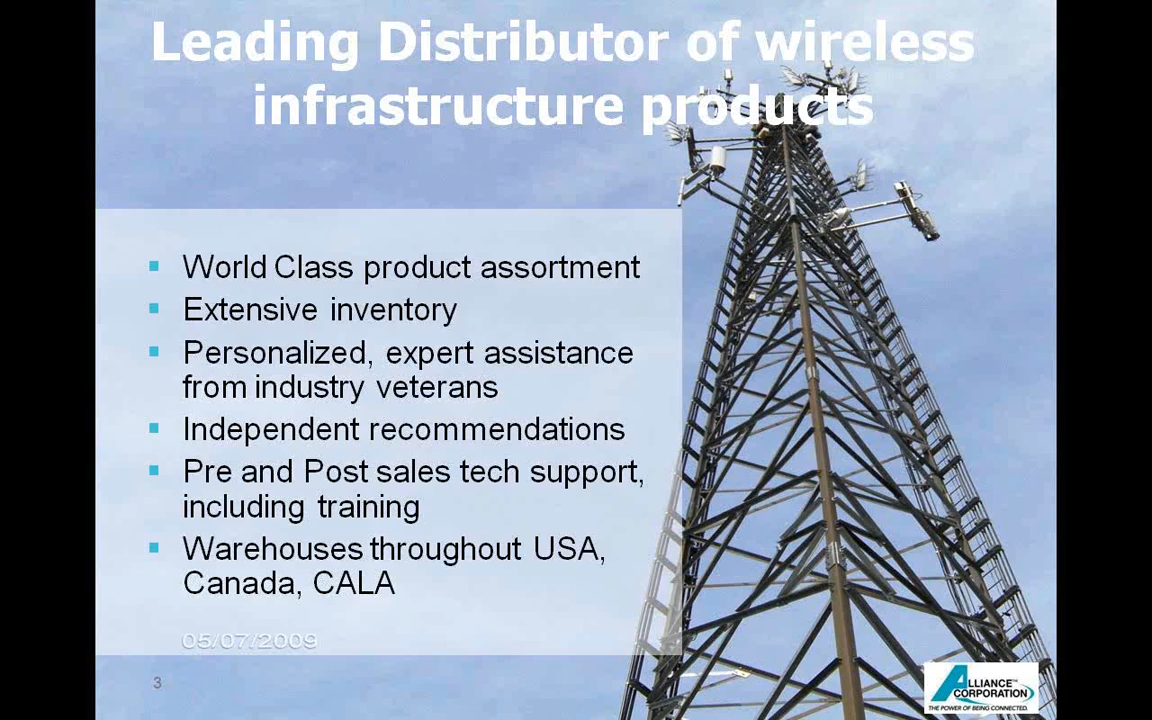 Leading Distributor of wireless
infrastructure products
▪ World Class product assortment
▪ Extensive inventory
▪ Personalized, expert assistance
from industry veterans
▪ Independent recommendations
▪ Pre and Post sales tech support,
including training
▪ Warehouses throughout USA,
Canada, CALA
05/07/2009
3
ALLIANCE™
CORPORATION
THE POWER OF BEING CONNECTED.